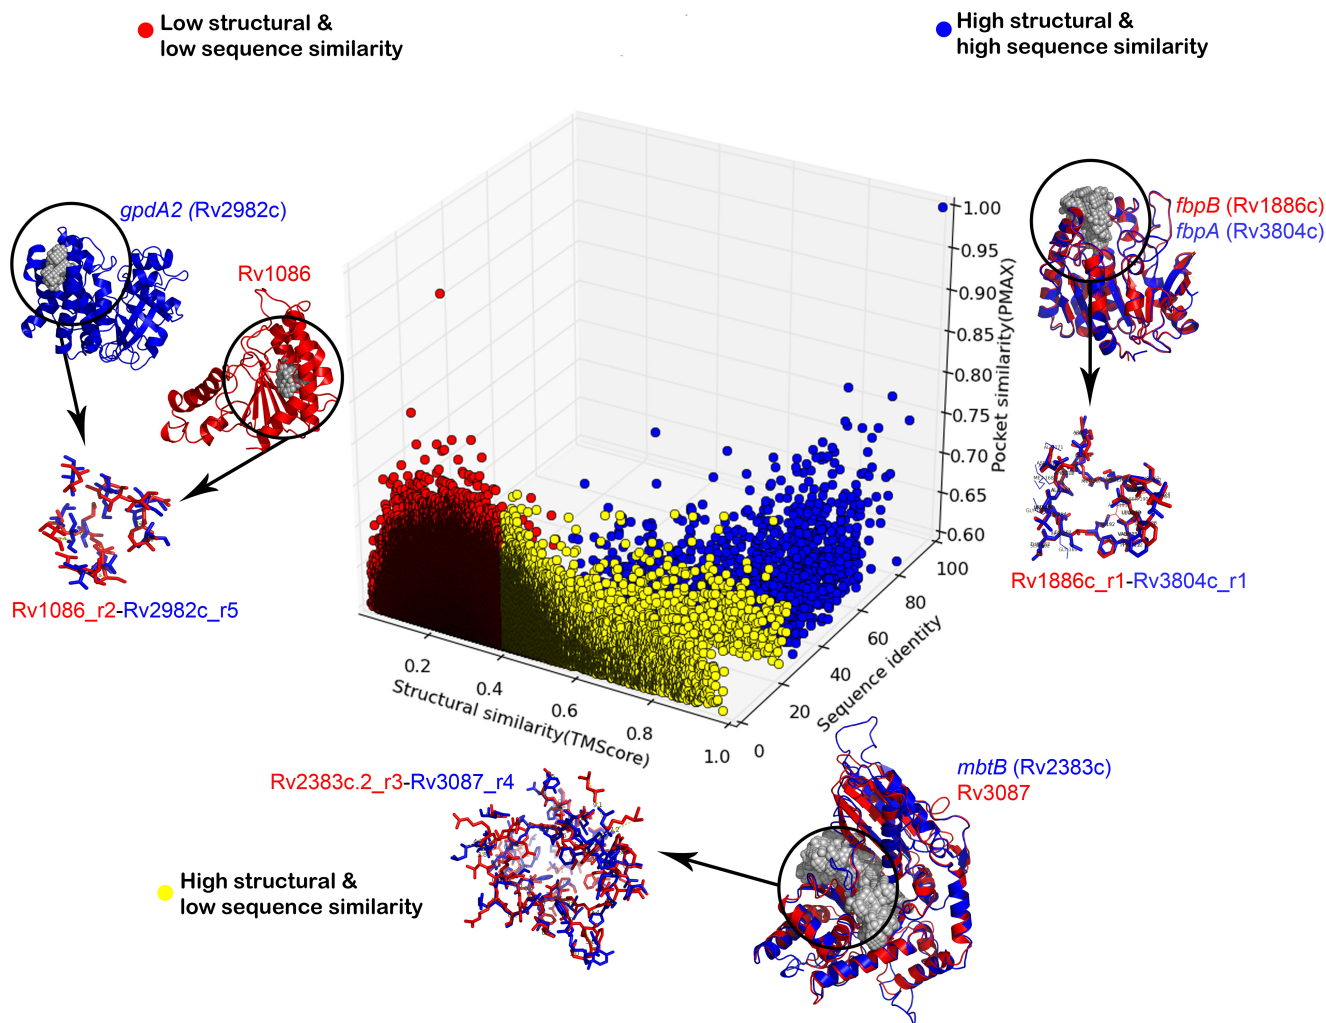 Low structural &
low sequence similarity
High structural &
high sequence similarity
gpdA2 (Rv2982c)
Rv1086
fbpB (Rv1886c)
fbpA (Rv3804c)
1.00
0.95
0.90
0.85
0.80
0.75
0.70
0.65
0.60
Pocket similarity(PMAX)
100
80
60
40
20
0
Sequence identity
0.2
0.4
0.6
0.8
1.0
Structural similarity(TMScore)
Rv1086_r2-Rv2982c_r5
Rv1886c_r1-Rv3804c_r1
Rv2383c.2_r3-Rv3087_r4
mbtB (Rv2383c)
Rv3087
High structural &
low sequence similarity